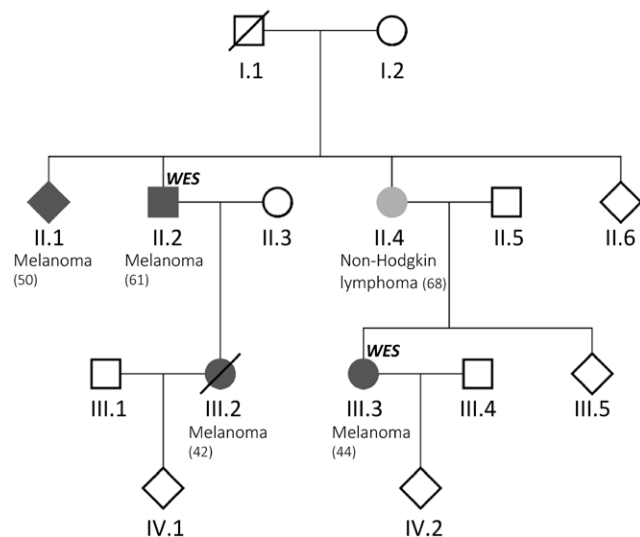 I.1
I.2
WES
II.1
II.2
II.3
II.4
II.5
II.6
Melanoma
(50)
Melanoma
(61)
Non-Hodgkin
lymphoma (68)
WES
III.1
III.2
III.3
III.4
III.5
Melanoma
(42)
Melanoma
(44)
IV.1
IV.2